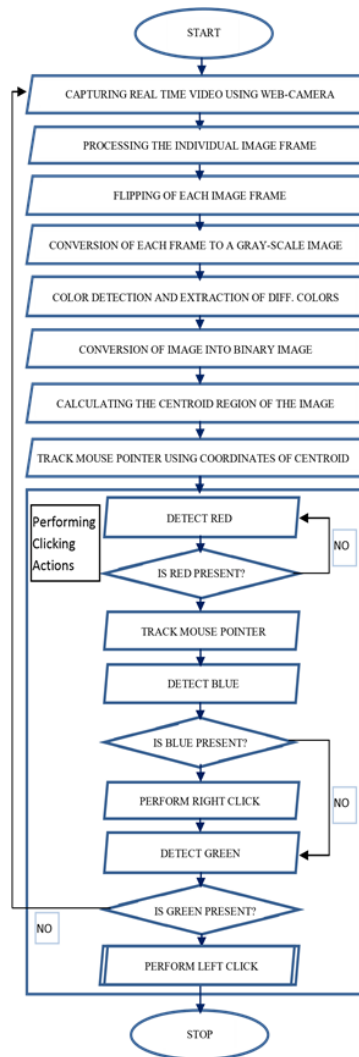 START
CAPTURING REAL TIME VIDEO USING WEB-CAMERA
PROCESSING THE INDIVIDUAL IMAGE FRAME
FLIPPING OF EACH IMAGE FRAME
CONVERSION OF EACH FRAME TO A GRAY-SCALE IMAGE
COLOR DETECTION AND EXTRACTION OF DIFF. COLORS
CONVERSION OF IMAGE INTO BINARY IMAGE
CALCULATING THE CENTROID REGION OF THE IMAGE
TRACK MOUSE POINTER USING COORDINATES OF CENTROID
Performing
Clicking
Actions
DETECT RED
NO
IS RED PRESENT?
TRACK MOUSE POINTER
DETECT BLUE
IS BLUE PRESENT?
NO
PERFORM RIGHT CLICK
DETECT GREEN
IS GREEN PRESENT?
NO
PERFORM LEFT CLICK
STOP